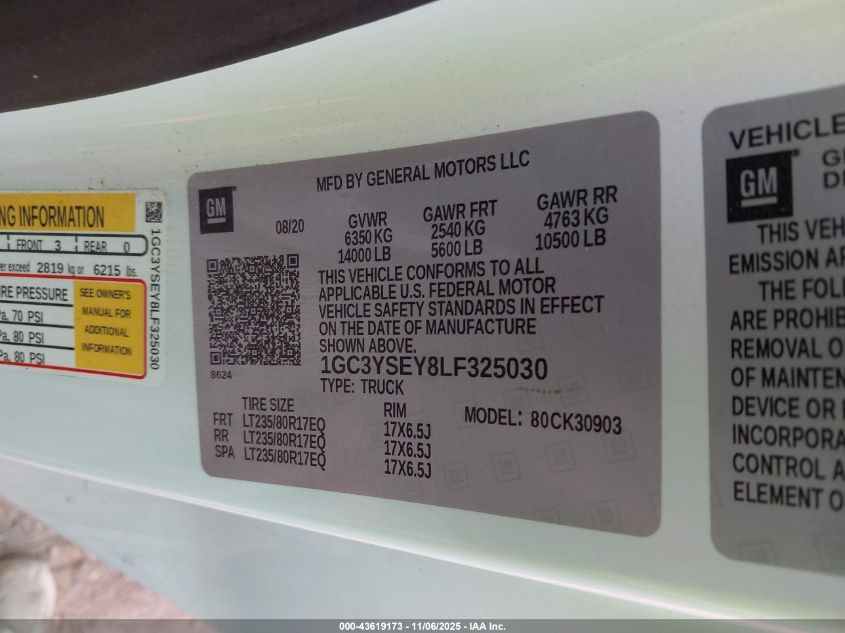 NG INFORMATION
FRONT 3 REAR 0
er exceed 2819 kg or 6215 lbs.
RE PRESSURE
Pa, 70 PSI
Pa, 80 PSI
Pa, 80 PSI
SEE OWNER'S
MANUAL FOR
ADDITIONAL
INFORMATION
1GC3YSEY8LF325030
GM
MFD BY GENERAL MOTORS LLC
08/20
GVWR
6350 KG
14000 LB
GAWR FRT
2540 KG
5600 LB
GAWR RR
4763 KG
10500 LB
THIS VEHICLE CONFORMS TO ALL
APPLICABLE U.S. FEDERAL MOTOR
VEHICLE SAFETY STANDARDS IN EFFECT
ON THE DATE OF MANUFACTURE
SHOWN ABOVE.
8624
1GC3YSEY8LF325030
TYPE: TRUCK
TIRE SIZE RIM
FRT LT235/80R17EQ 17X6.5J
RR LT235/80R17EQ 17X6.5J
SPA LT235/80R17EQ 17X6.5J
MODEL: 80CK30903
VEHICLE
GM
GE
DE
THIS VEH
EMISSION AF
THE FOLL
ARE PROHIB
REMOVAL O
OF MAINTEN
DEVICE OR
INCORPORA
CONTROL A
ELEMENT O
000-43619173 - 11/06/2025 - IAA Inc.